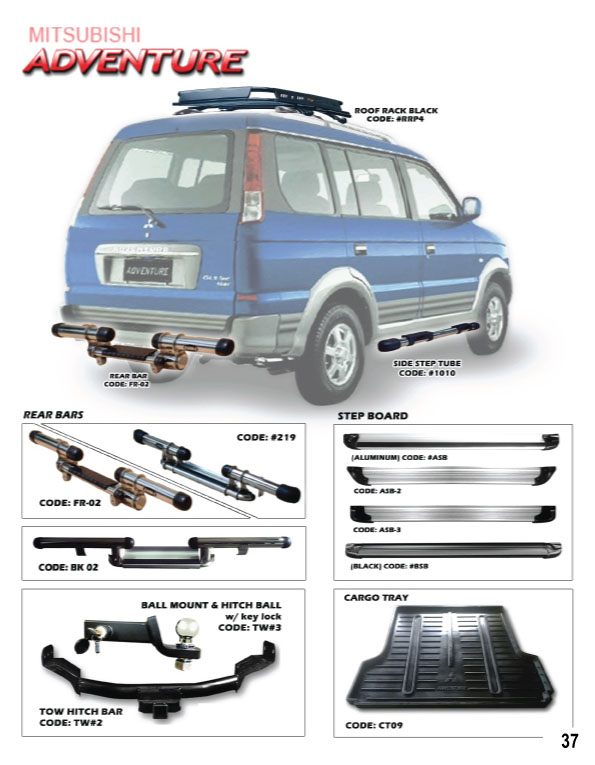 MITSUBISHI
ADVENTURE
ROOF RACK BLACK
CODE: #RRP4
ADVENTURE
ADVENTURE
REAR BAR
CODE: FR-02
SIDE STEP TUBE
CODE: #1010
REAR BARS
CODE: #219
CODE: FR-02
CODE: BK 02
STEP BOARD
(ALUMINUM) CODE: #ASB
CODE: ASB-2
CODE: ASB-3
(BLACK) CODE: #BSB
BALL MOUNT & HITCH BALL
w/ key lock
CODE: TW#3
TOW HITCH BAR
CODE: TW#2
CARGO TRAY
CODE: CT09
37